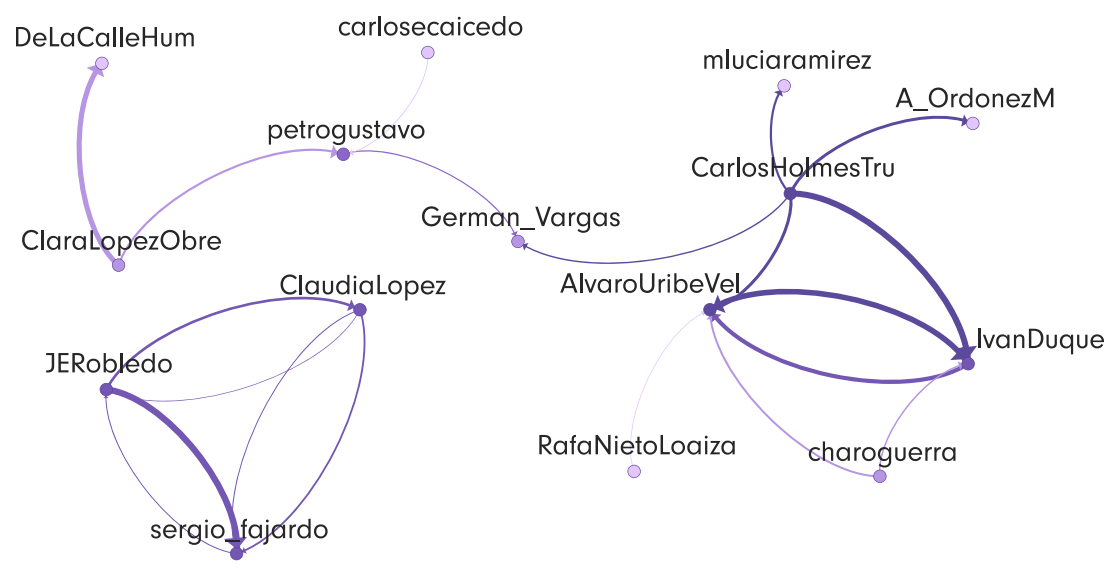 DeLaCalleHum
carlosecaicedo
mluciaramirez
A_OrdonezM
petrogustavo
CarlosHolmesTru
German_Vargas
ClaraLopezObre
ClaudiaLopez
AlvaroUribeVel
IvanDuque
JERobledo
RafaNietoLoaiza
charoguerra
sergio_fajardo